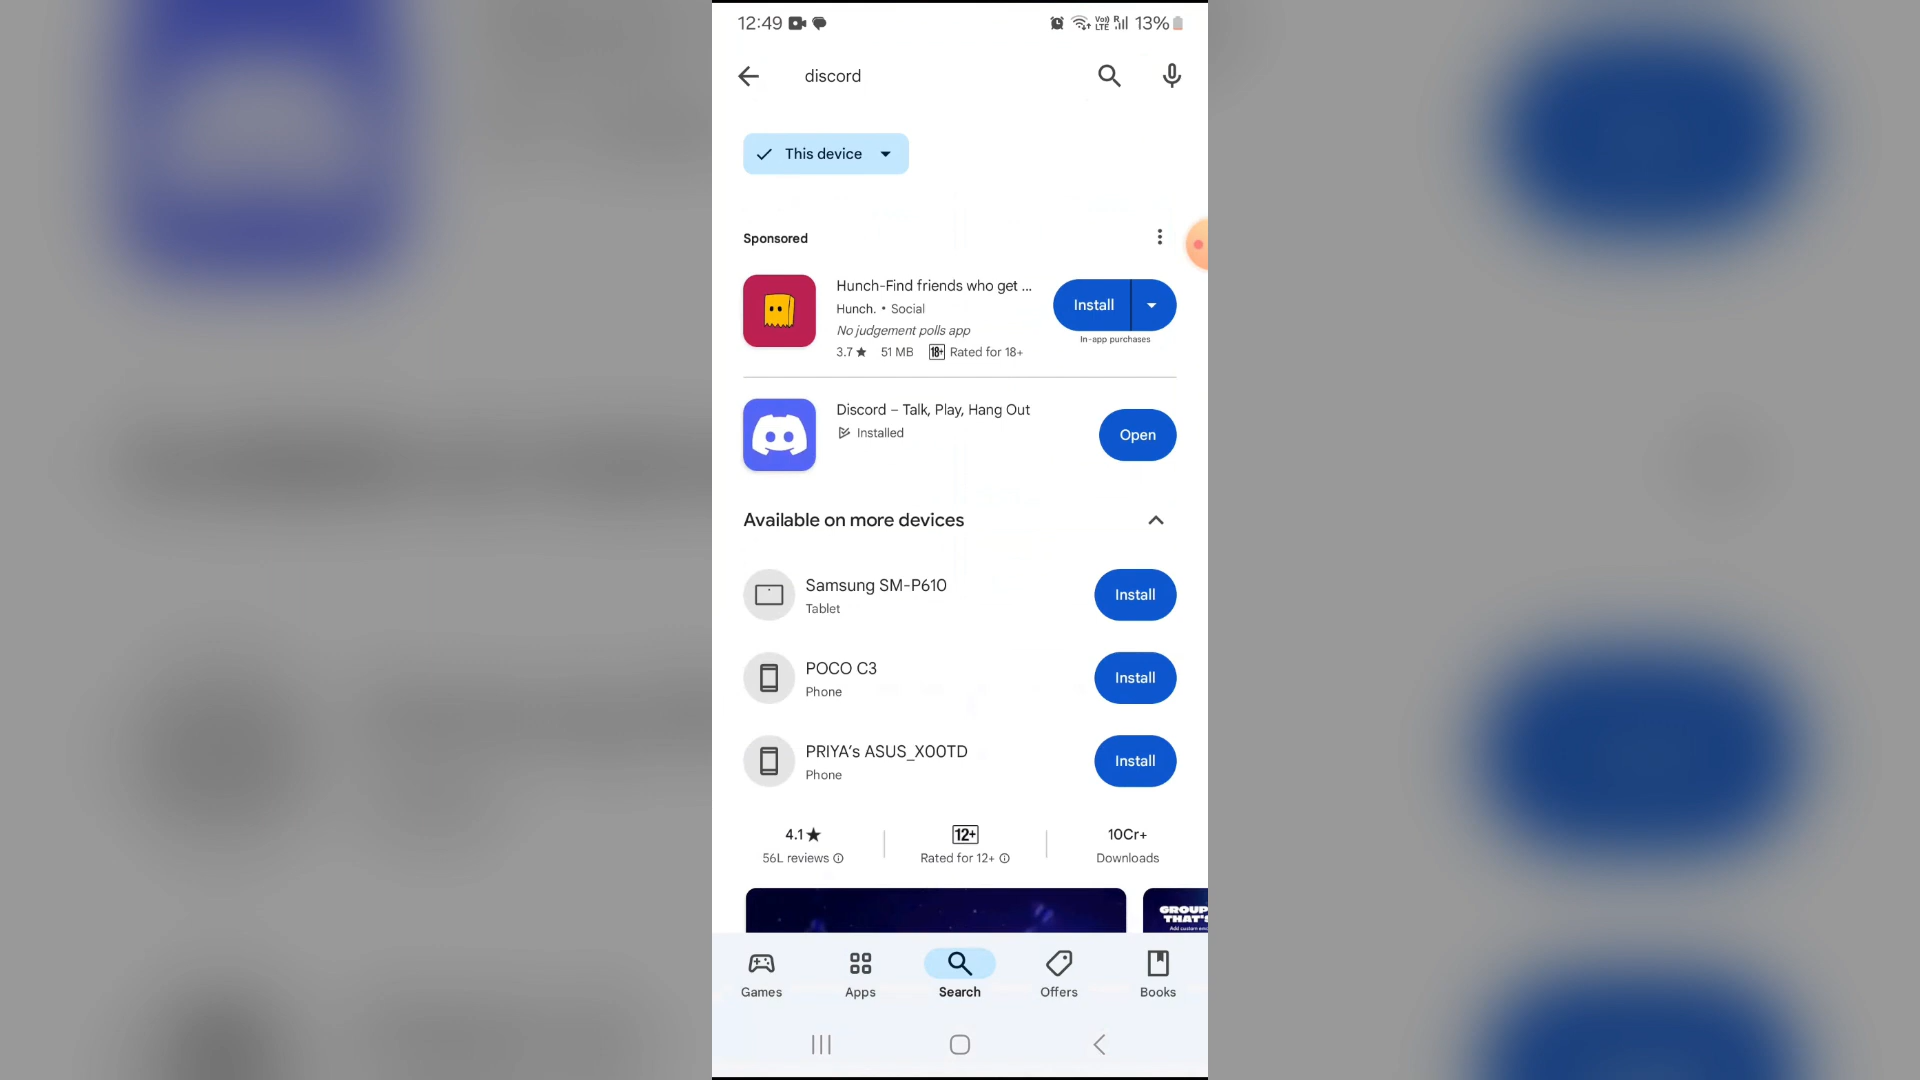 12:49
Vo)) LTE R 13%
discord
This device
Sponsored
Hunch-Find friends who get ...
Hunch. • Social
No judgement polls app
3.7 ★ 51 MB 18+ Rated for 18+
Install
In-app purchases
Discord – Talk, Play, Hang Out
Installed
Open
Available on more devices
Samsung SM-P610
Tablet
Install
POCO C3
Phone
Install
PRIYA's ASUS_X00TD
Phone
Install
4.1 ★
56L reviews
12+
Rated for 12+
10Cr+
Downloads
GROUP
THAT'S
Games
Apps
Search
Offers
Books